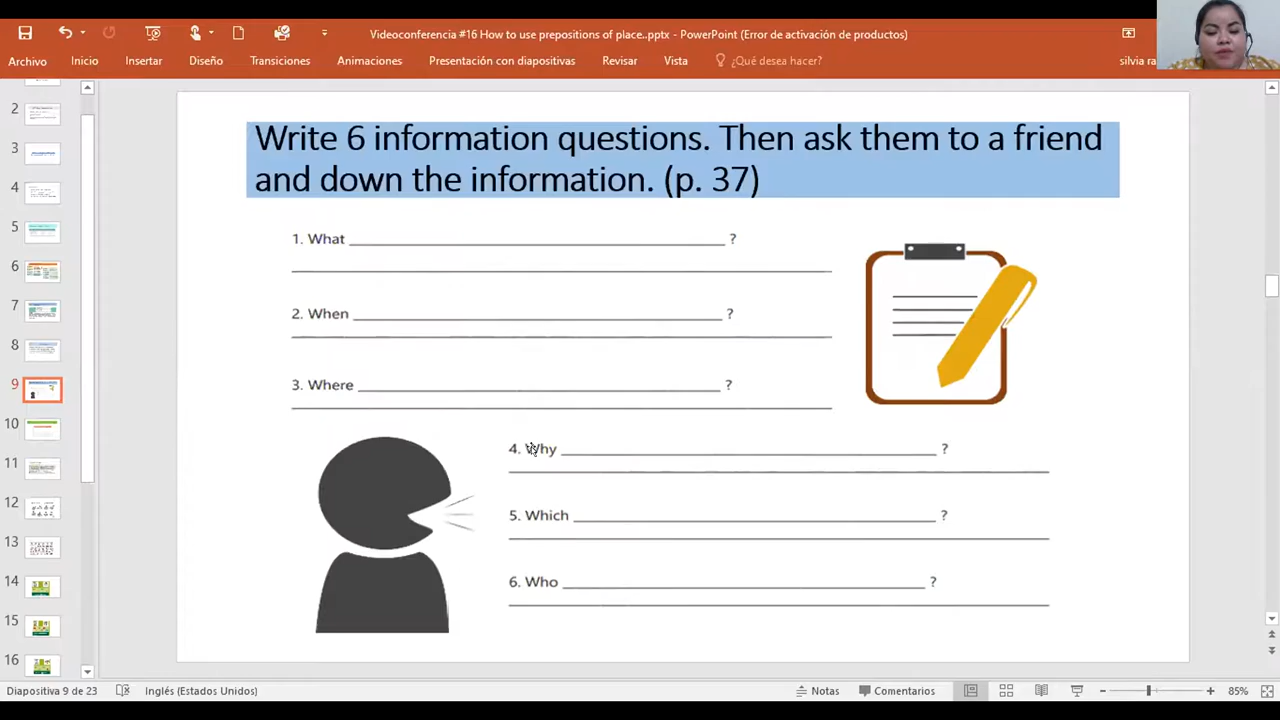 Videoconferencia #16 How to use prepositions of place..pptx - PowerPoint (Error de activación de productos)
Archivo Inicio Insertar Diseño Transiciones Animaciones Presentación con diapositivas Revisar Vista ¿Qué desea hacer? silvia ra
Write 6 information questions. Then ask them to a friend
and down the information. (p. 37)
1. What ?
2. When ?
3. Where ?
4. Why ?
5. Which ?
6. Who ?
2
3
4
5
6
7
8
9
10
11
12
13
14
15
16
Diapositiva 9 de 23 Inglés (Estados Unidos) Notas Comentarios 85%